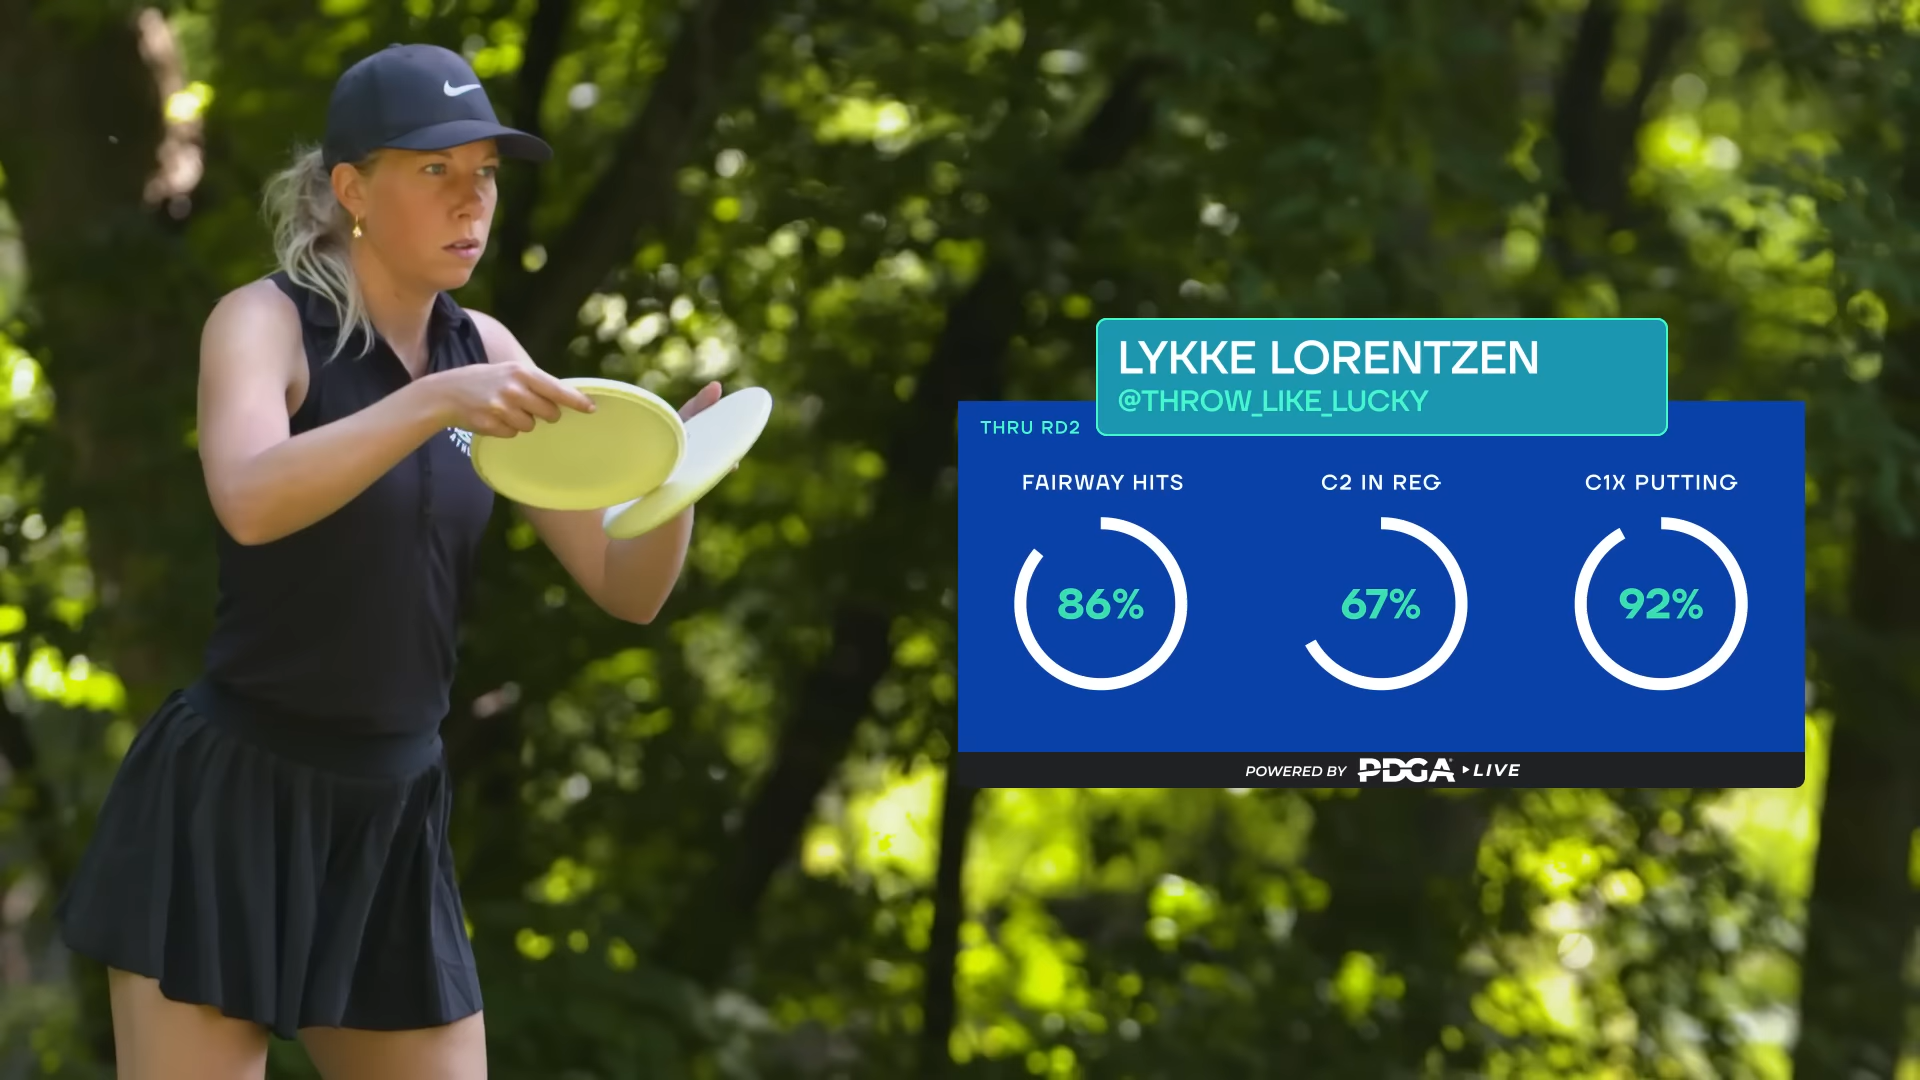 LYKKE LORENTZEN
@THROW_LIKE_LUCKY
THRU RD2
FAIRWAY HITS
C2 IN REG
C1X PUTTING
86%
67%
92%
POWERED BY PDGA LIVE